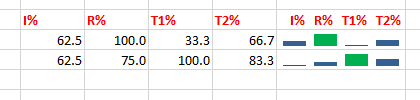 I% R% T1% T2% I% R% T1% T2%
62.5 100.0 33.3 66.7
62.5 75.0 100.0 83.3